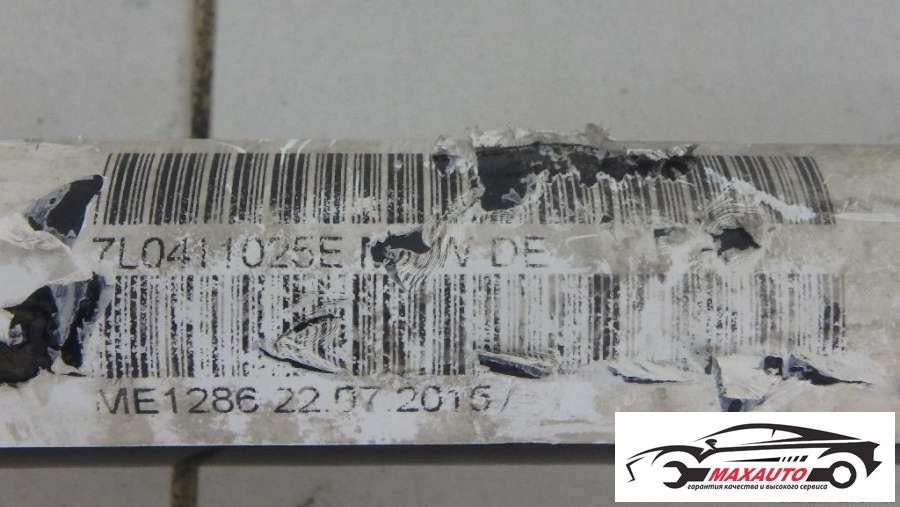 7L0411025E DE
ME1286 22.07.2015
MAXAUTO
гарантия качества и высокого сервиса